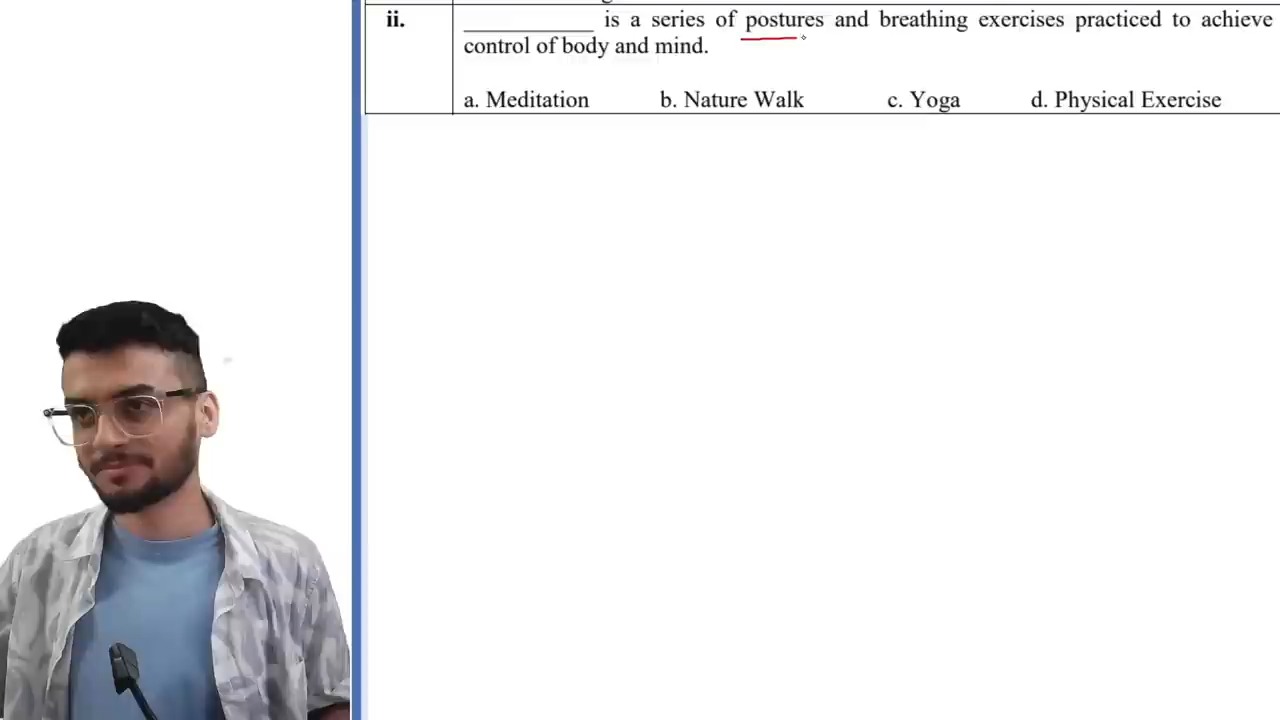 ii.
__________ is a series of postures and breathing exercises practiced to achieve
control of body and mind.
a. Meditation b. Nature Walk c. Yoga d. Physical Exercise